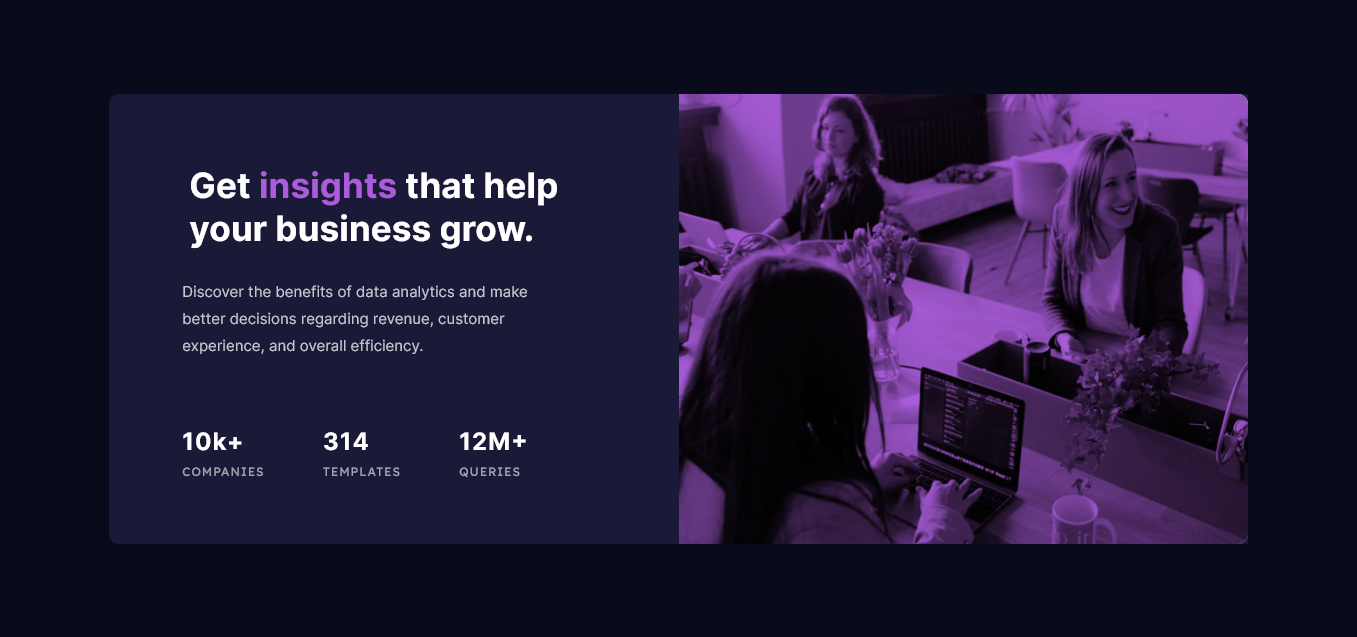 Get insights that help
your business grow.
Discover the benefits of data analytics and make
better decisions regarding revenue, customer
experience, and overall efficiency.
10k+ 314 12M+
COMPANIES TEMPLATES QUERIES